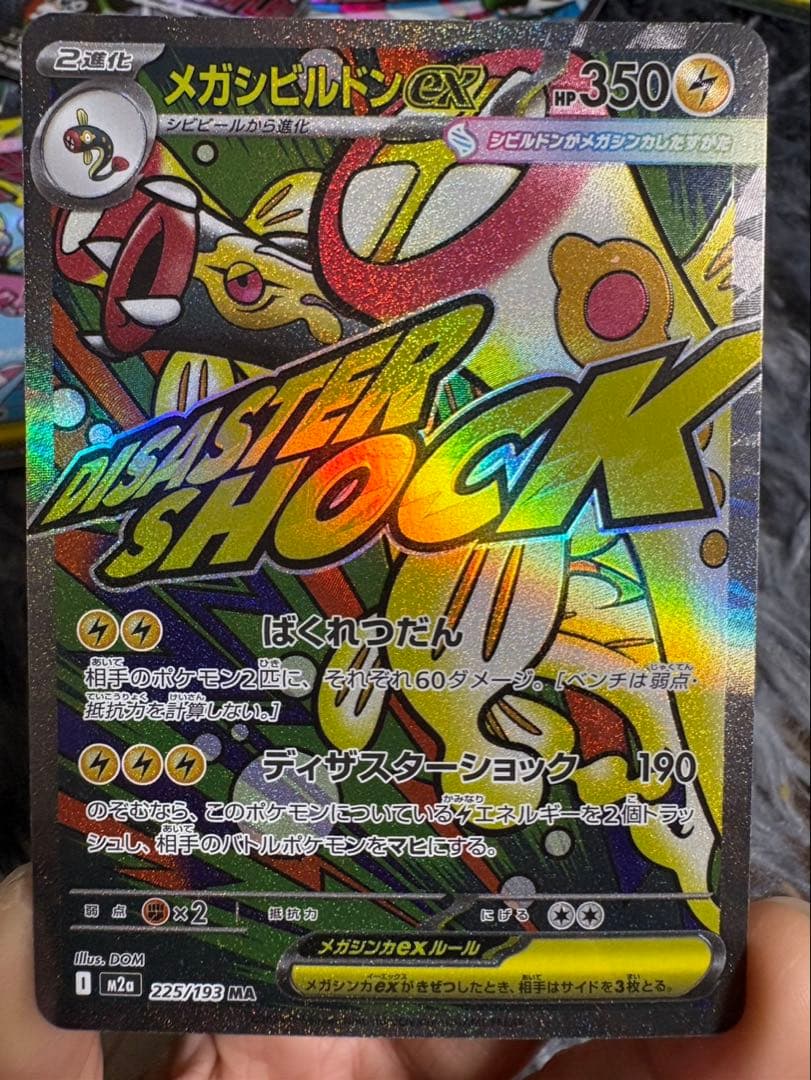 2進化
メガシビルドンex
HP350
シビビールから進化
シビルドンがメガシンカしたすがた
DISASTER
SHOCK
ばくれつだん
相手のポケモン2匹に、それぞれ60ダメージ。[ベンチは弱点・
抵抗力を計算しない。]
ディザスターショック 190
のぞむなら、このポケモンについているエネルギーを2個トラッ
シュし、相手のバトルポケモンをマヒにする。
弱点 ×2 抵抗力 にげる
Illus. DOM
メガシンカexルール
メガシンカexがきぜつしたとき、相手はサイドを3枚とる。
I m2a 225/193 MA